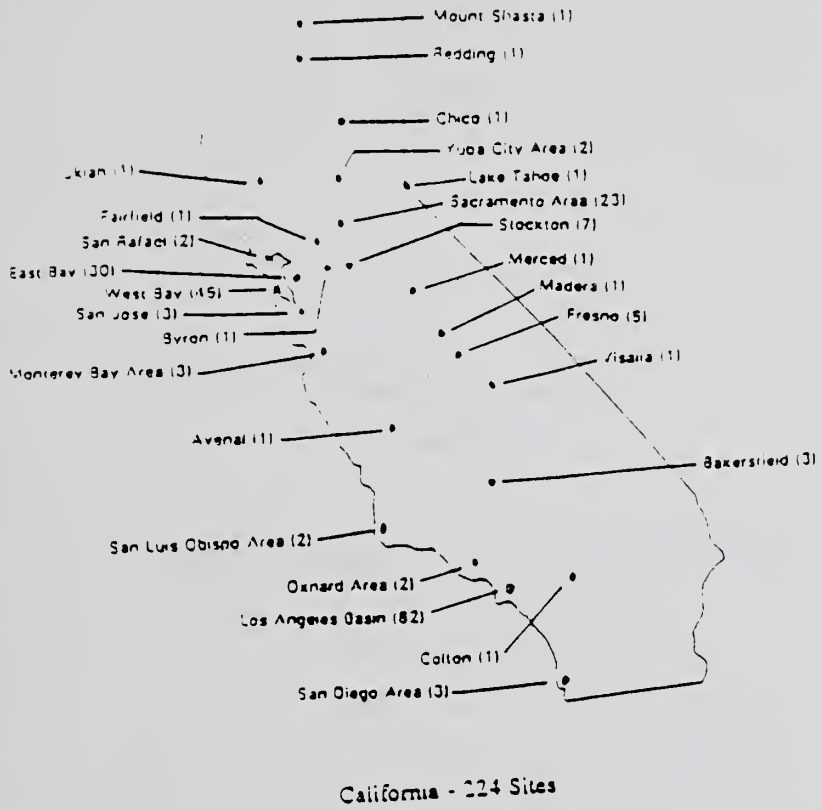 Mount Shasta (1)
Redding (1)
Chico (1)
Yuba City Area (2)
Ukiah (1)
Lake Tahoe (1)
Sacramento Area (23)
Fairfield (1)
Stockton (7)
San Rafael (2)
Merced (1)
East Bay (30)
West Bay (45)
Madera (1)
San Jose (3)
Fresno (5)
Byron (1)
Visalia (1)
Monterey Bay Area (3)
Avenal (1)
Bakersfield (3)
San Luis Obispo Area (2)
Oxnard Area (2)
Los Angeles Basin (82)
Colton (1)
San Diego Area (3)
California - 224 Sites